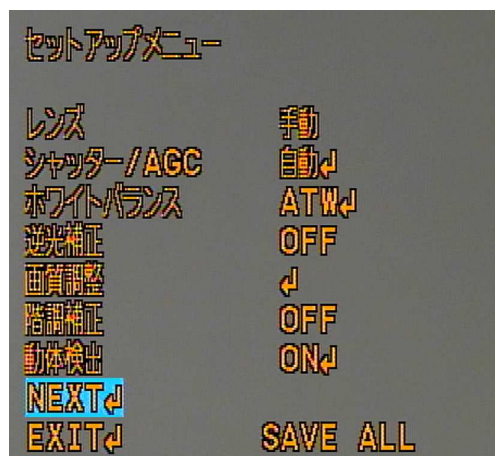 セットアップメニュー
レンズ 手動
シャッター/AGC 自動↲
ホワイトバランス ATW↲
逆光補正 OFF
画質調整 ↲
階調補正 OFF
動体検出 ON↲
NEXT↲
EXIT↲ SAVE ALL